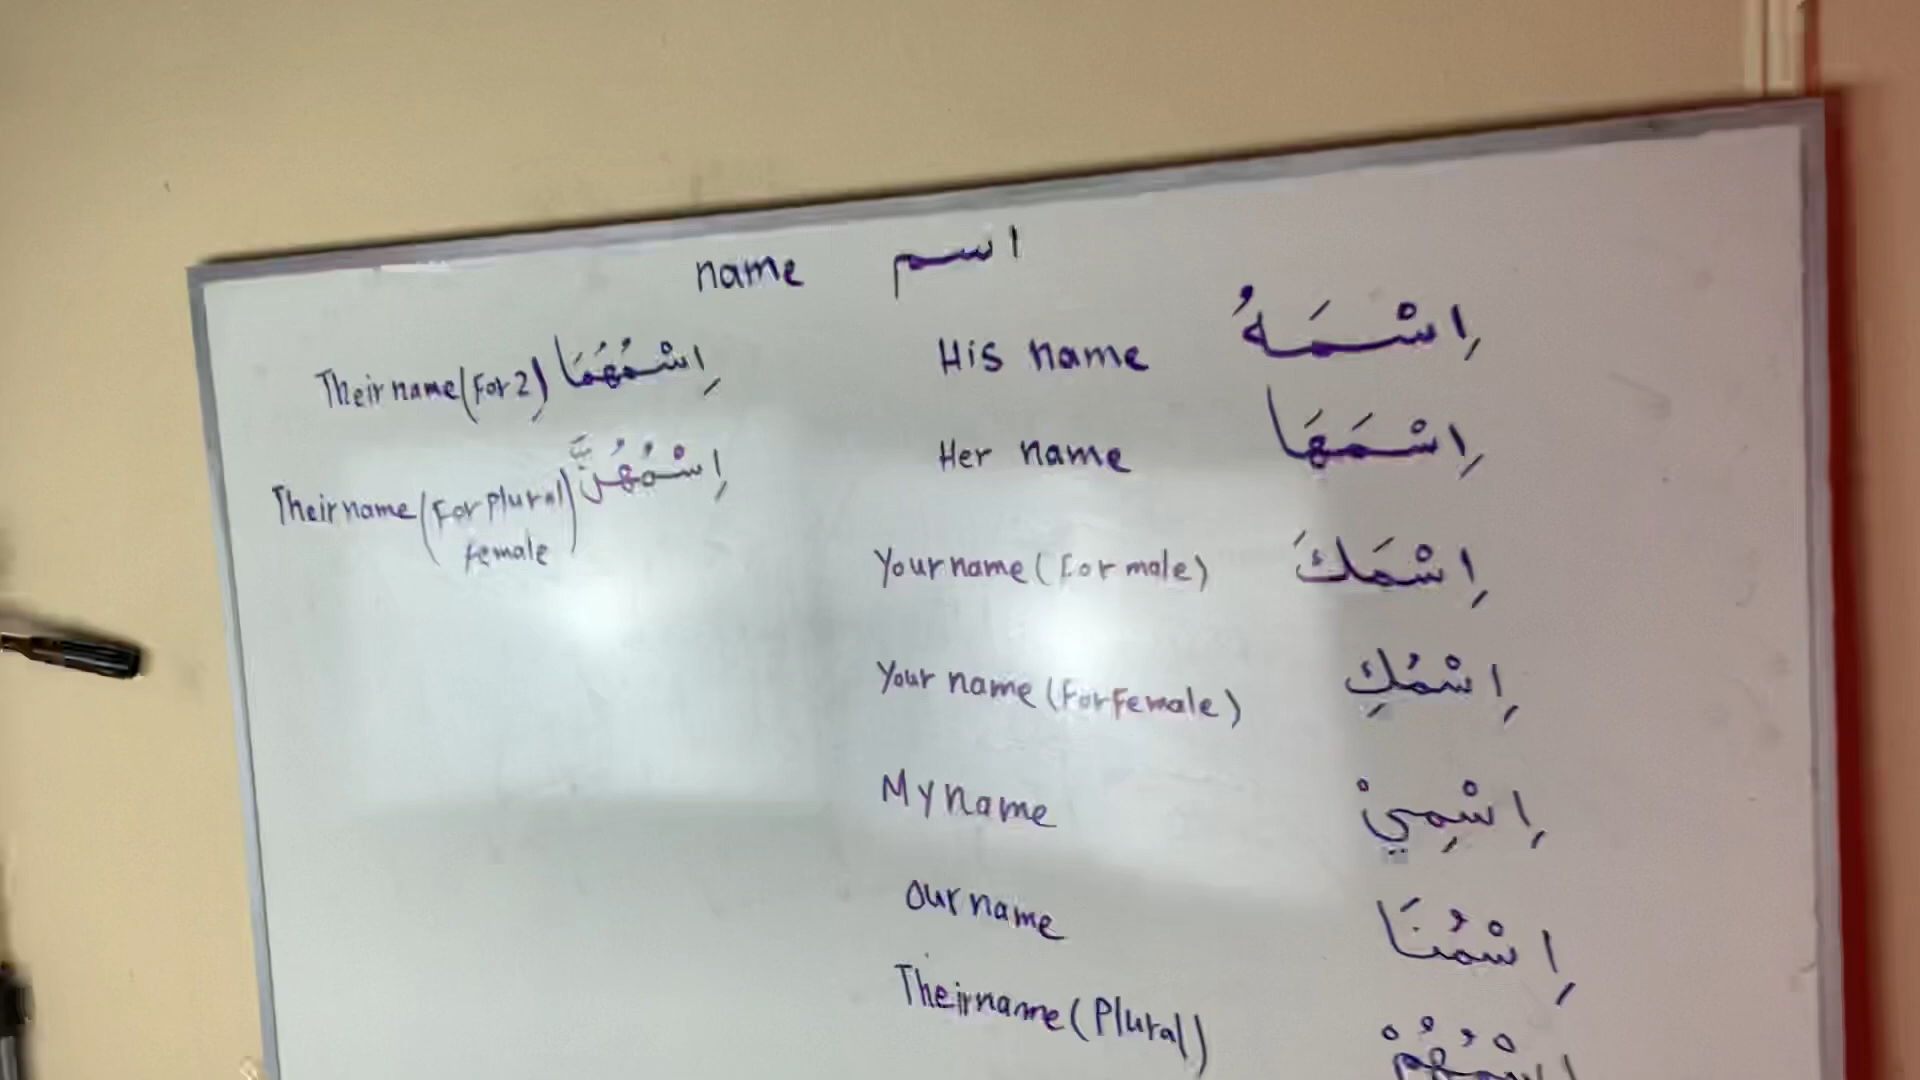 name اسم
His name اِسْمَهُ
Her name اِسْمَهَا
Your name (For male) اِسْمَكَ
Your name (For Female) اِسْمُكِ
My name اِسْمِيْ
our name اِسْمُنَا
Their name (Plural) اِسْمُهُمْ
Their name (For 2) اِسْمُهُمَا
Their name (For Plural female) اِسْمُهُنَّ